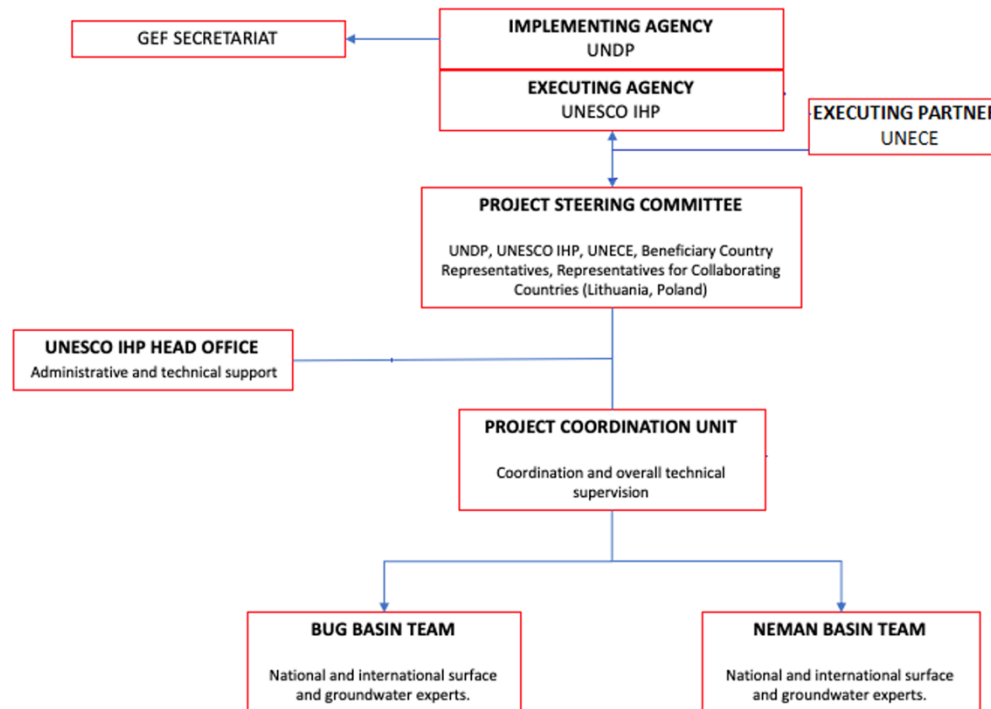 GEF SECRETARIAT
IMPLEMENTING AGENCY
UNDP
EXECUTING AGENCY
UNESCO IHP
EXECUTING PARTNER
UNECE
PROJECT STEERING COMMITTEE
UNDP, UNESCO IHP, UNECE, Beneficiary Country
Representatives, Representatives for Collaborating
Countries (Lithuania, Poland)
UNESCO IHP HEAD OFFICE
Administrative and technical support
PROJECT COORDINATION UNIT
Coordination and overall technical
supervision
BUG BASIN TEAM
National and international surface
and groundwater experts.
NEMAN BASIN TEAM
National and international surface
and groundwater experts.